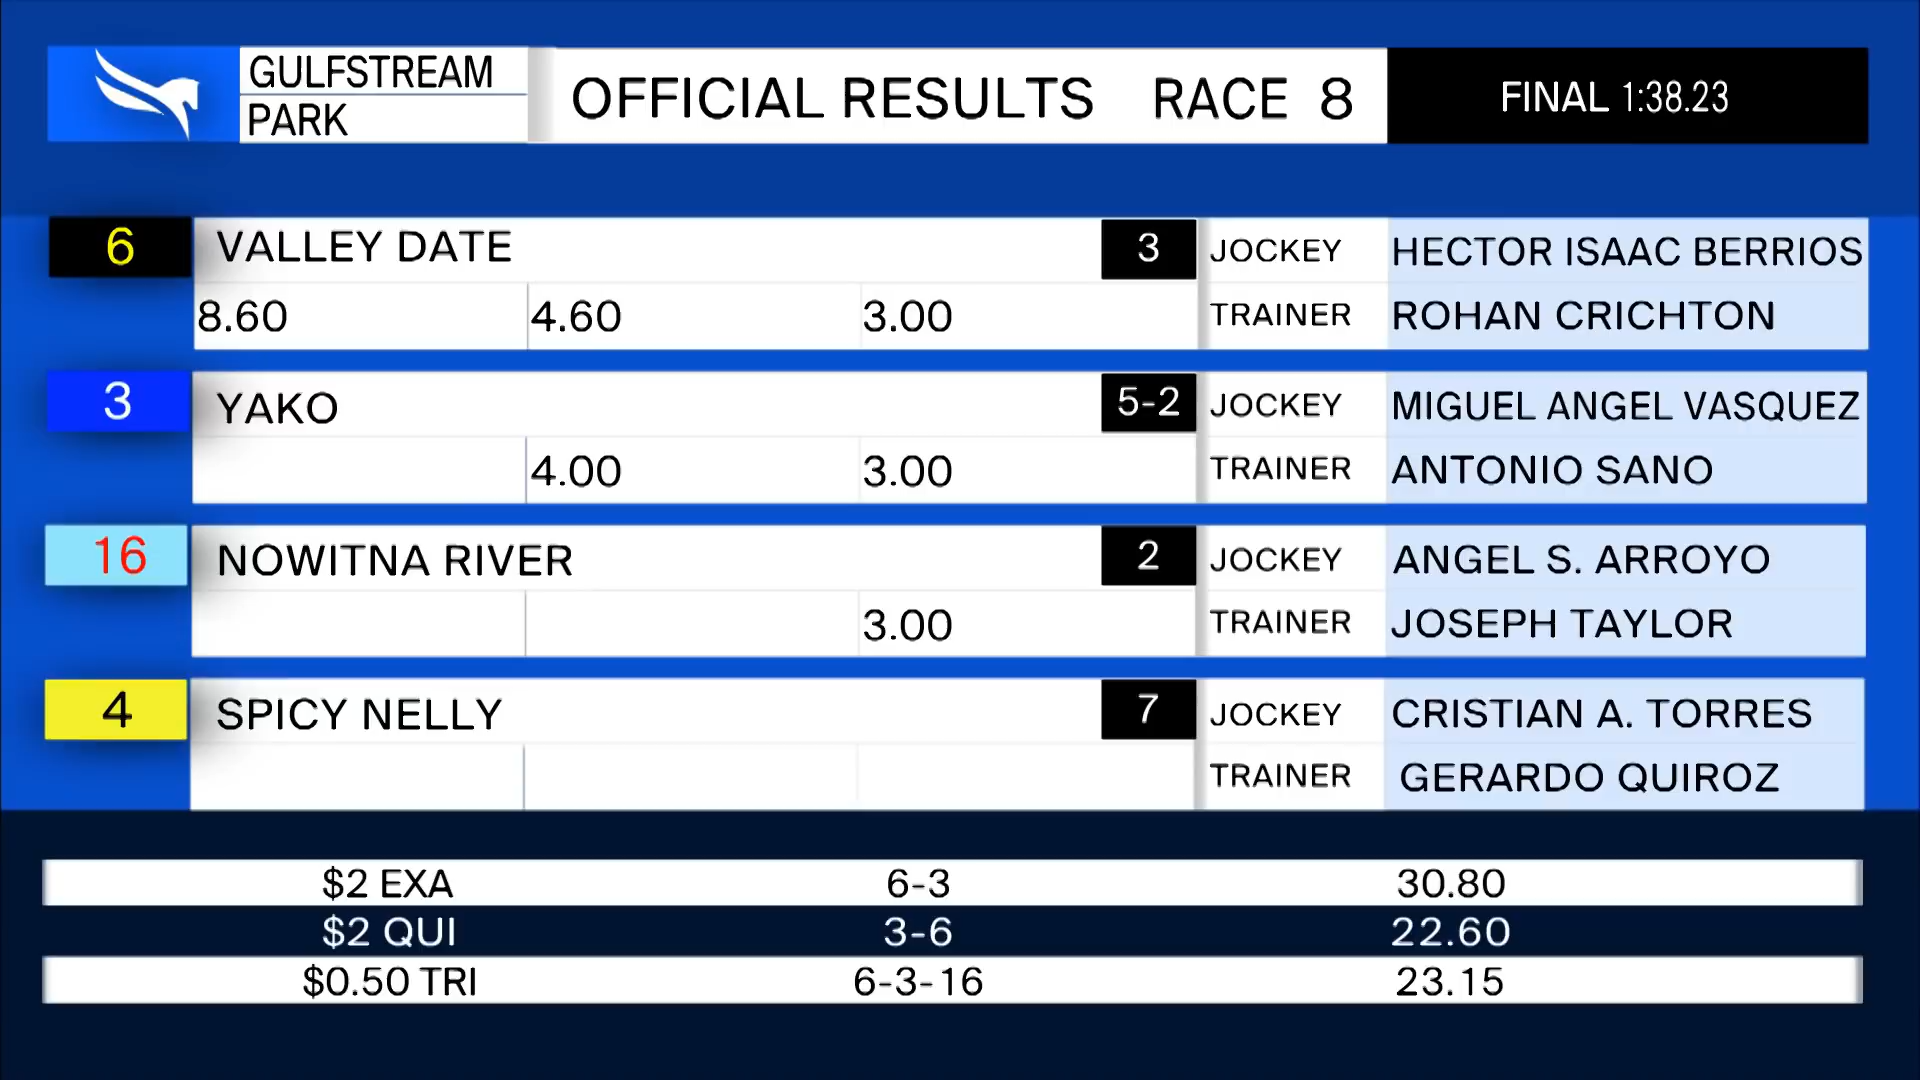 GULFSTREAM
PARK
OFFICIAL RESULTS RACE 8
FINAL 1:38.23
6 VALLEY DATE 3 JOCKEY HECTOR ISAAC BERRIOS
8.60 4.60 3.00 TRAINER ROHAN CRICHTON
3 YAKO 5-2 JOCKEY MIGUEL ANGEL VASQUEZ
4.00 3.00 TRAINER ANTONIO SANO
16 NOWITNA RIVER 2 JOCKEY ANGEL S. ARROYO
3.00 TRAINER JOSEPH TAYLOR
4 SPICY NELLY 7 JOCKEY CRISTIAN A. TORRES
TRAINER GERARDO QUIROZ
$2 EXA 6-3 30.80
$2 QUI 3-6 22.60
$0.50 TRI 6-3-16 23.15